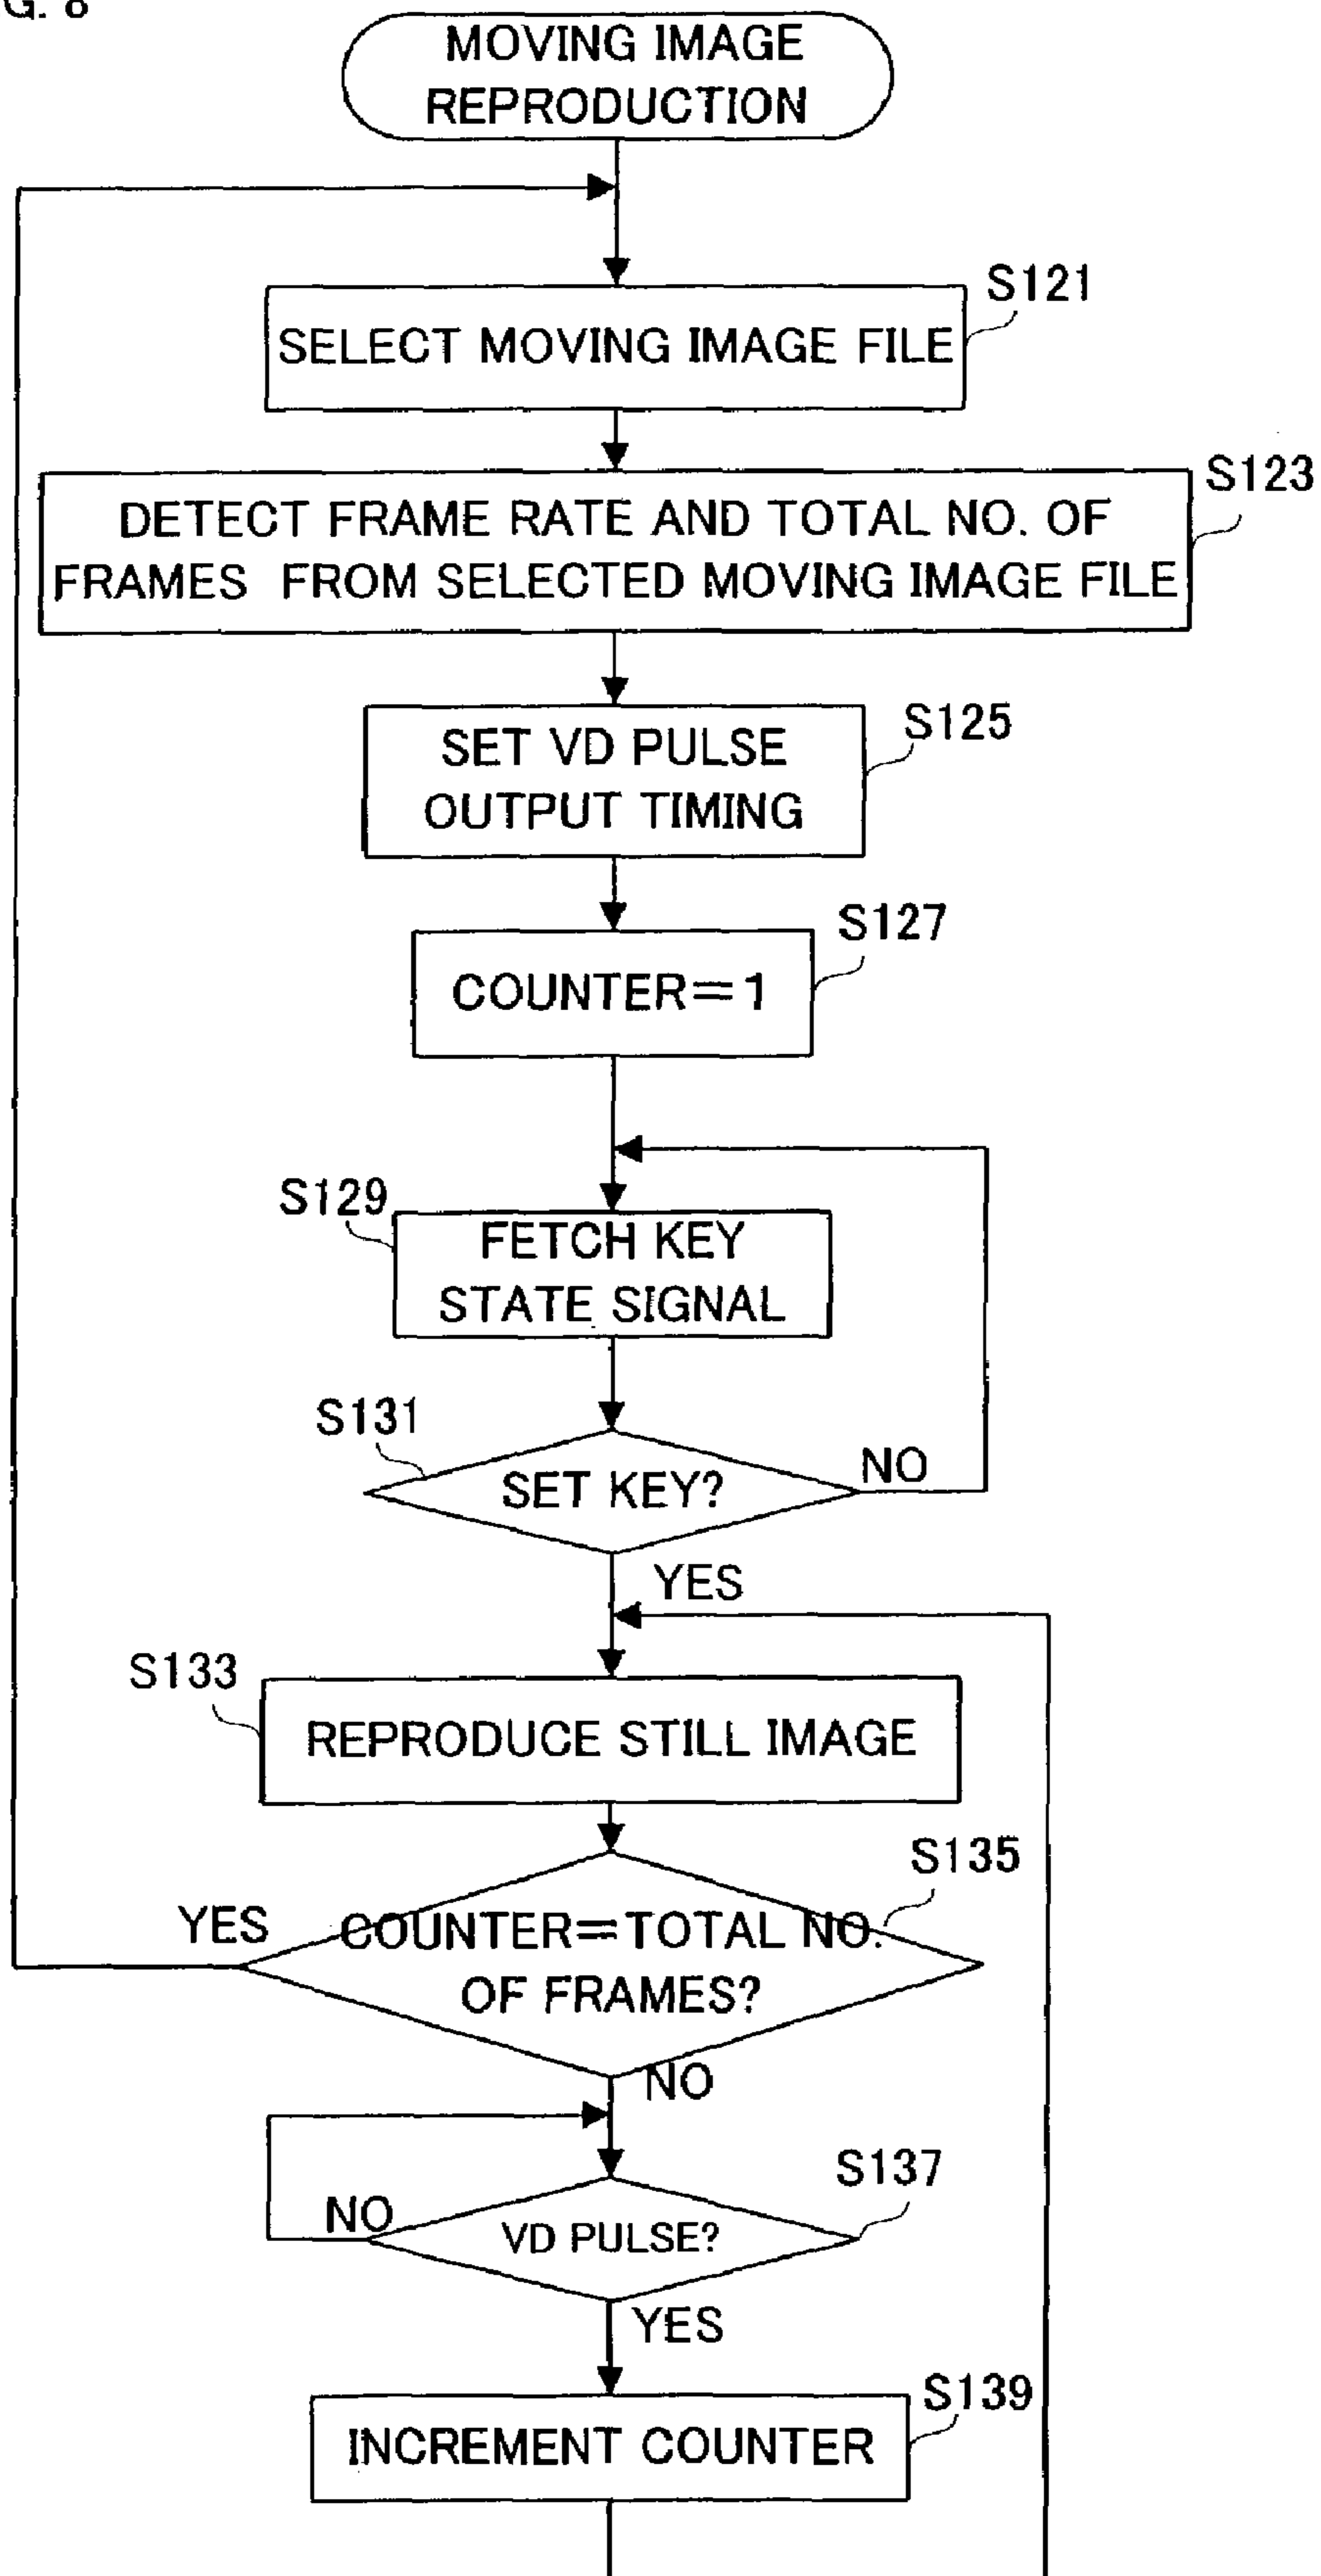 G. 8
MOVING IMAGE
REPRODUCTION
S121
SELECT MOVING IMAGE FILE
S123
DETECT FRAME RATE AND TOTAL NO. OF
FRAMES FROM SELECTED MOVING IMAGE FILE
S125
SET VD PULSE
OUTPUT TIMING
S127
COUNTER=1
S129
FETCH KEY
STATE SIGNAL
S131
SET KEY?
NO
YES
S133
REPRODUCE STILL IMAGE
S135
YES
COUNTER=TOTAL NO.
OF FRAMES?
NO
S137
NO
VD PULSE?
YES
S139
INCREMENT COUNTER